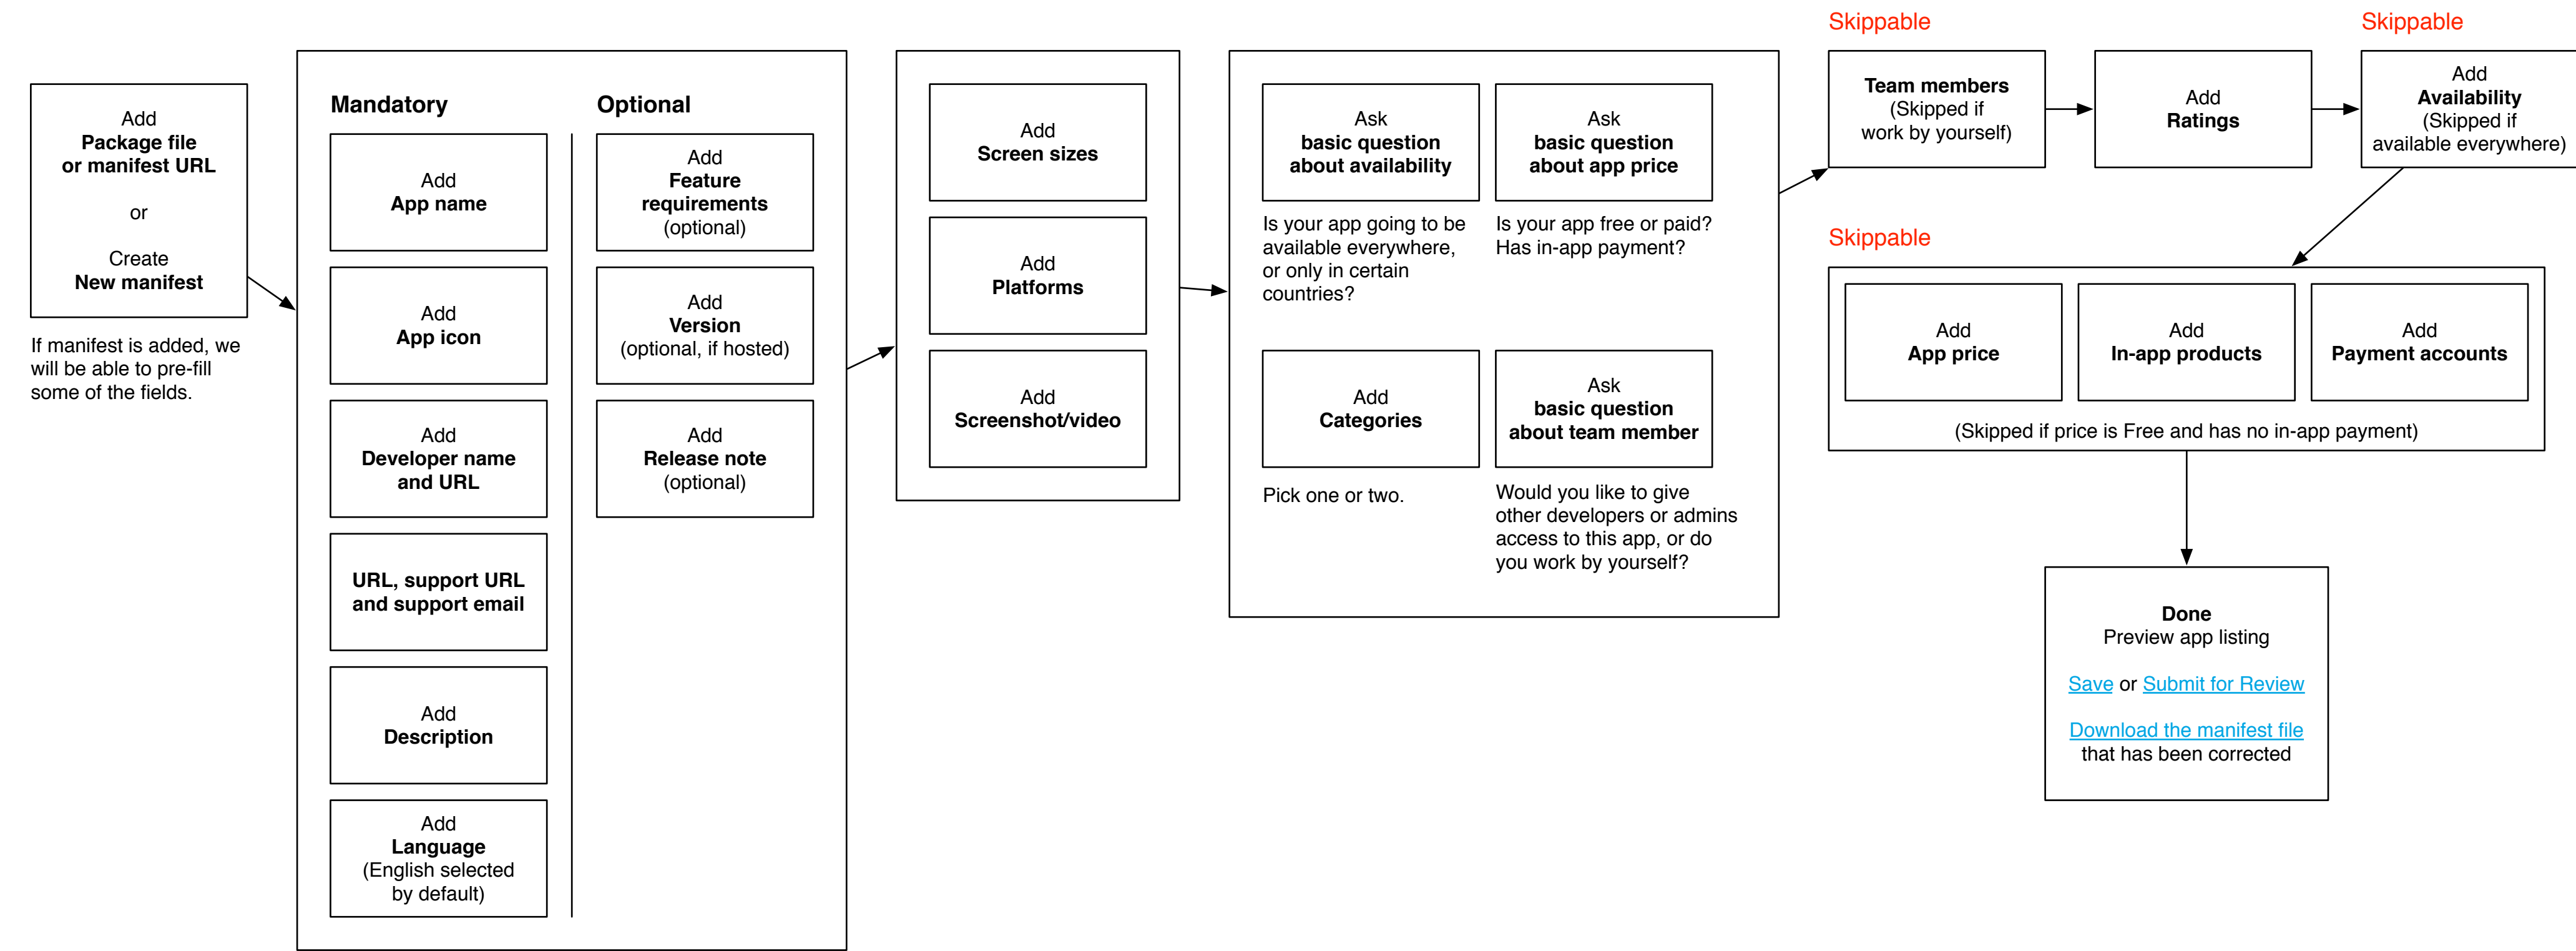 Add
Package file
or manifest URL
or
Create
New manifest
If manifest is added, we
will be able to pre-fill
some of the fields.
Mandatory
Add
App name
Add
App icon
Add
Developer name
and URL
URL, support URL
and support email
Add
Description
Add
Language
(English selected
by default)
Optional
Add
Feature
requirements
(optional)
Add
Version
(optional, if hosted)
Add
Release note
(optional)
Add
Screen sizes
Add
Platforms
Add
Screenshot/video
Ask
basic question
about availability
Is your app going to be
available everywhere,
or only in certain
countries?
Ask
basic question
about app price
Is your app free or paid?
Has in-app payment?
Add
Categories
Pick one or two.
Ask
basic question
about team member
Would you like to give
other developers or admins
access to this app, or do
you work by yourself?
Skippable
Team members
(Skipped if
work by yourself)
Add
Ratings
Skippable
Add
Availability
(Skipped if
available everywhere)
Skippable
Add
App price
Add
In-app products
Add
Payment accounts
(Skipped if price is Free and has no in-app payment)
Done
Preview app listing
Save or Submit for Review
Download the manifest file
that has been corrected